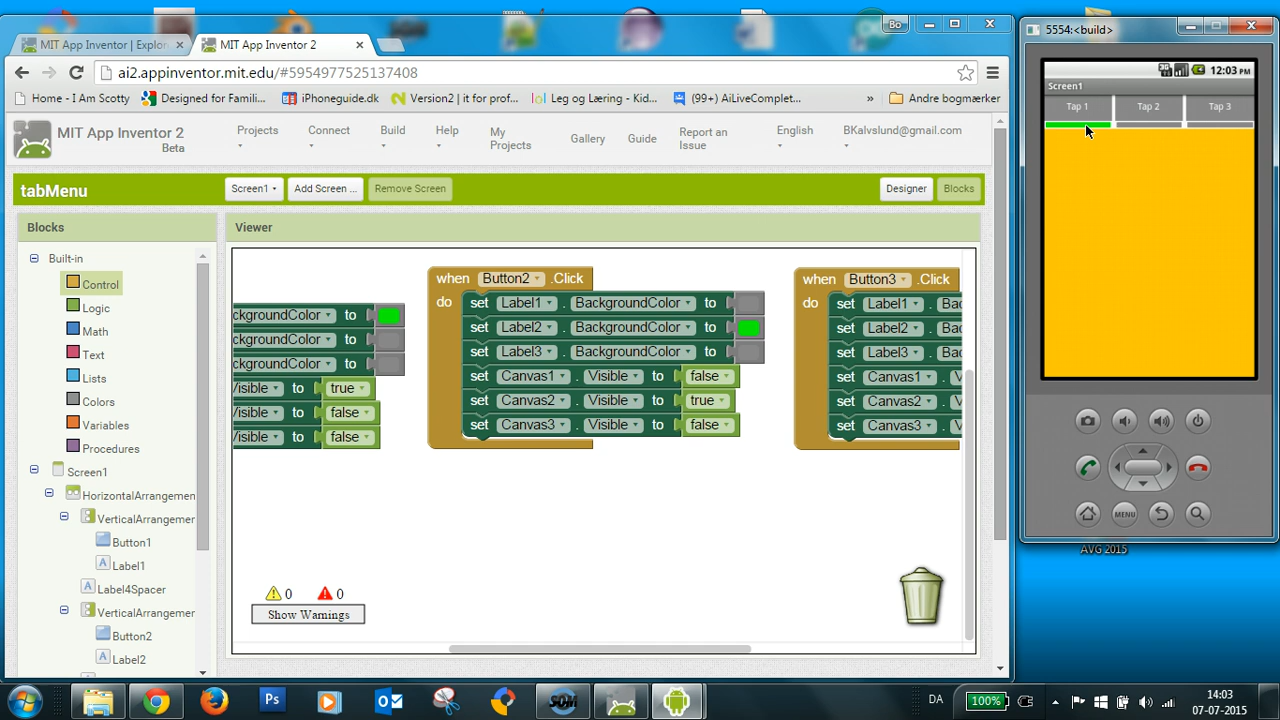 Bo
MIT App Inventor | Explor
MIT App Inventor 2
ai2.appinventor.mit.edu/#5954977525137408
Home - I Am Scotty
Designed for Famili...
iPhoneguide.dk
Version2 | it for prof...
Leg og Læring - Kid...
(99+) AiLiveComplet...
»
Andre bogmærker
MIT App Inventor 2
Beta
Projects
Connect
Build
Help
My Projects
Gallery
Guide
Report an Issue
English
BKalvslund@gmail.com
tabMenu
Screen1
Add Screen ...
Remove Screen
Designer
Blocks
Blocks
Viewer
Built-in
Control
Logic
Math
Text
Lists
Colors
Variables
Procedures
Screen1
HorizontalArrangemen
VerticalArrangemer
Button1
Label1
Label4Spacer
VerticalArrangemer
Button2
Label2
ckgroundColor to
ckgroundColor to
ckgroundColor to
Visible to true
Visible to false
Visible to false
when Button2 .Click
do set Label1 . BackgroundColor to
set Label2 . BackgroundColor to
set Label3 . BackgroundColor to
set Canvas1 . Visible to false
set Canvas2 . Visible to true
set Canvas3 . Visible to false
when Button3 .Click
do set Label1 . Bac
set Label2 . Bac
set Label3 . Bac
set Canvas1 . V
set Canvas2 . V
set Canvas3 . V
0 0
Show Warnings
5554:<build>
3G 12:03 PM
Screen1
Tap 1 Tap 2 Tap 3
MENU
AVG 2015
Ps
DA
100%
14:03
07-07-2015